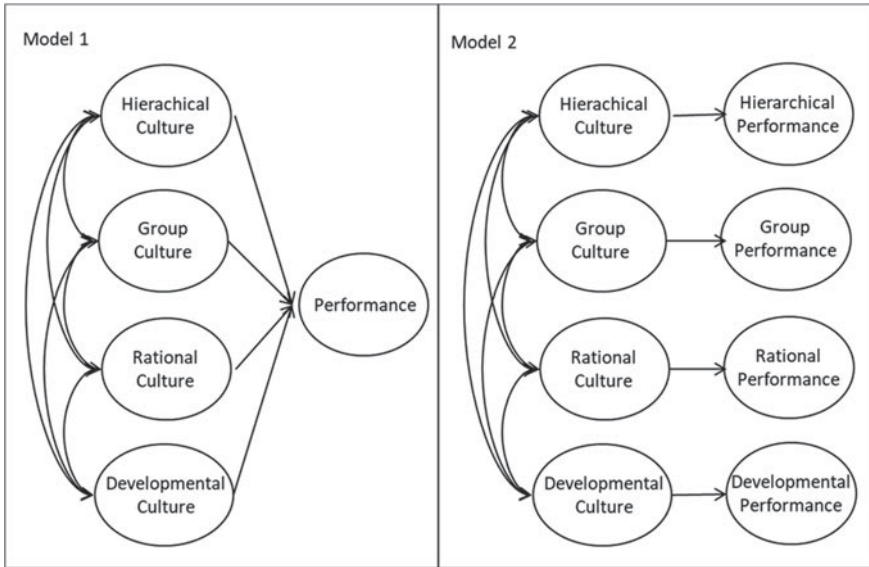 Model 1
Hierachical
Culture
Group
Culture
Rational
Culture
Developmental
Culture
Performance
Model 2
Hierachical
Culture
Hierarchical
Performance
Group
Culture
Group
Performance
Rational
Culture
Rational
Performance
Developmental
Culture
Developmental
Performance